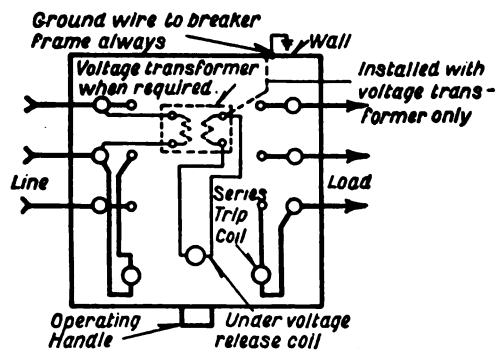 Ground wire to breaker
frame always
Wall
Voltage transformer
when required.
Installed with
voltage trans-
former only
Line
Series
Trip
Coil
Load
Operating
Handle
Under voltage
release coil